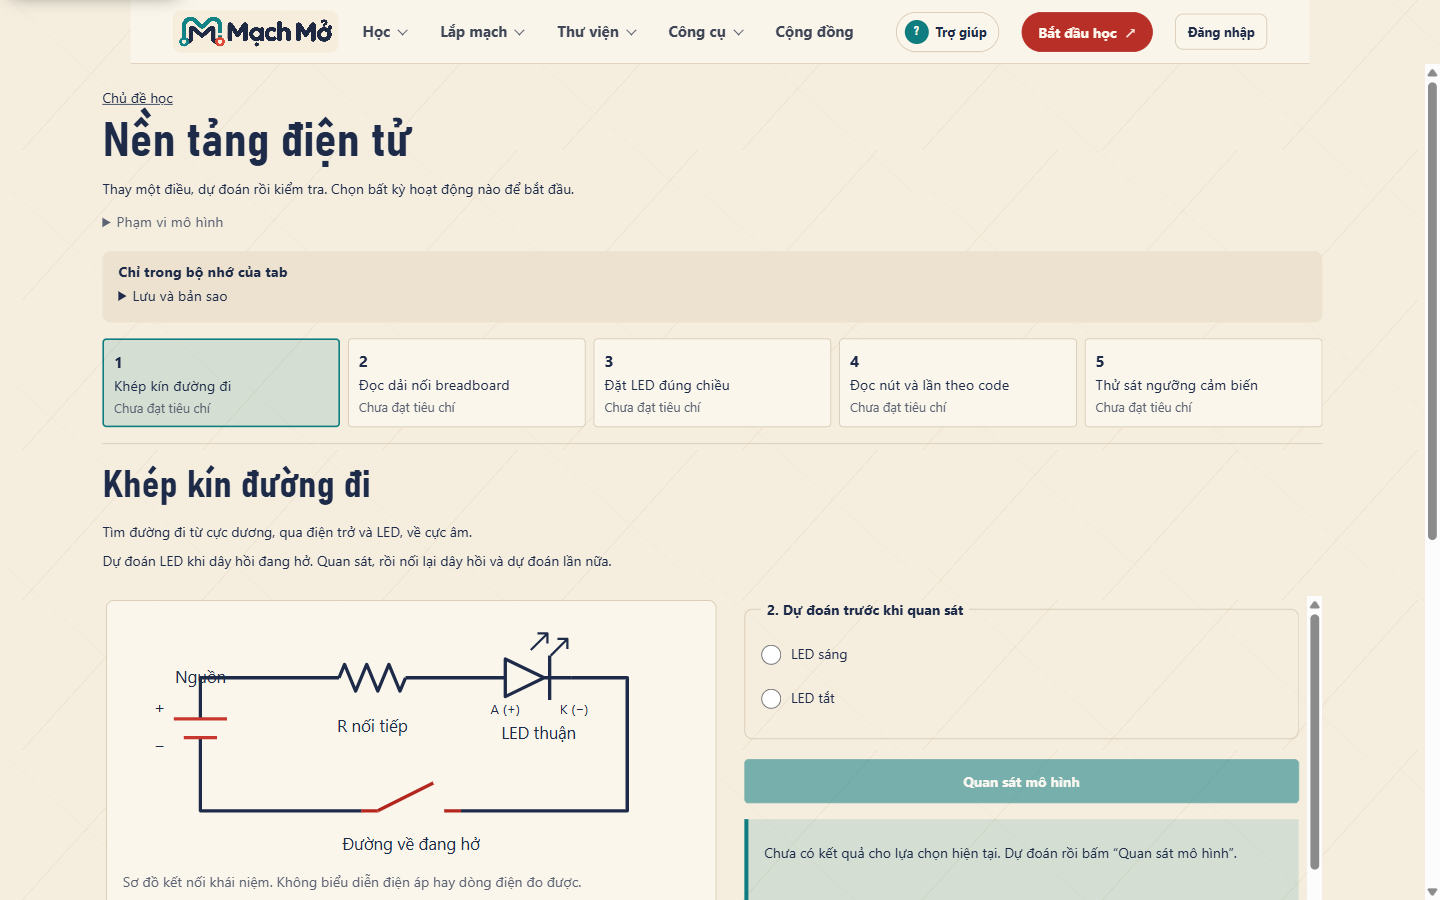 Mạch Mở
Học
Lắp mạch
Thư viện
Công cụ
Cộng đồng
? Trợ giúp
Bắt đầu học ↗
Đăng nhập
Chủ đề học
Nền tảng điện tử
Thay một điều, dự đoán rồi kiểm tra. Chọn bất kỳ hoạt động nào để bắt đầu.
Phạm vi mô hình
Chỉ trong bộ nhớ của tab
Lưu và bản sao
1
Khép kín đường đi
Chưa đạt tiêu chí
2
Đọc dải nối breadboard
Chưa đạt tiêu chí
3
Đặt LED đúng chiều
Chưa đạt tiêu chí
4
Đọc nút và lần theo code
Chưa đạt tiêu chí
5
Thử sát ngưỡng cảm biến
Chưa đạt tiêu chí
Khép kín đường đi
Tìm đường đi từ cực dương, qua điện trở và LED, về cực âm.
Dự đoán LED khi dây hồi đang hở. Quan sát, rồi nối lại dây hồi và dự đoán lần nữa.
Nguồn
+
−
R nối tiếp
A (+)
K (−)
LED thuận
Đường về đang hở
Sơ đồ kết nối khái niệm. Không biểu diễn điện áp hay dòng điện đo được.
2. Dự đoán trước khi quan sát
LED sáng
LED tắt
Quan sát mô hình
Chưa có kết quả cho lựa chọn hiện tại. Dự đoán rồi bấm “Quan sát mô hình”.